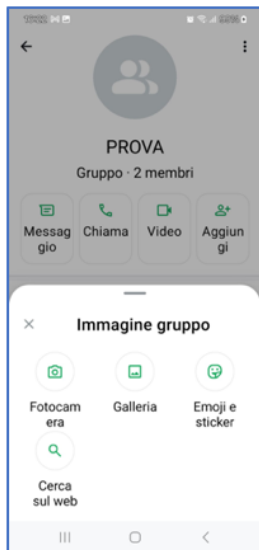 PROVA
Gruppo · 2 membri
Messag
gio
Chiama
Video
Aggiun
gi
Immagine gruppo
Fotocam
era
Galleria
Emoji e
sticker
Cerca
sul web